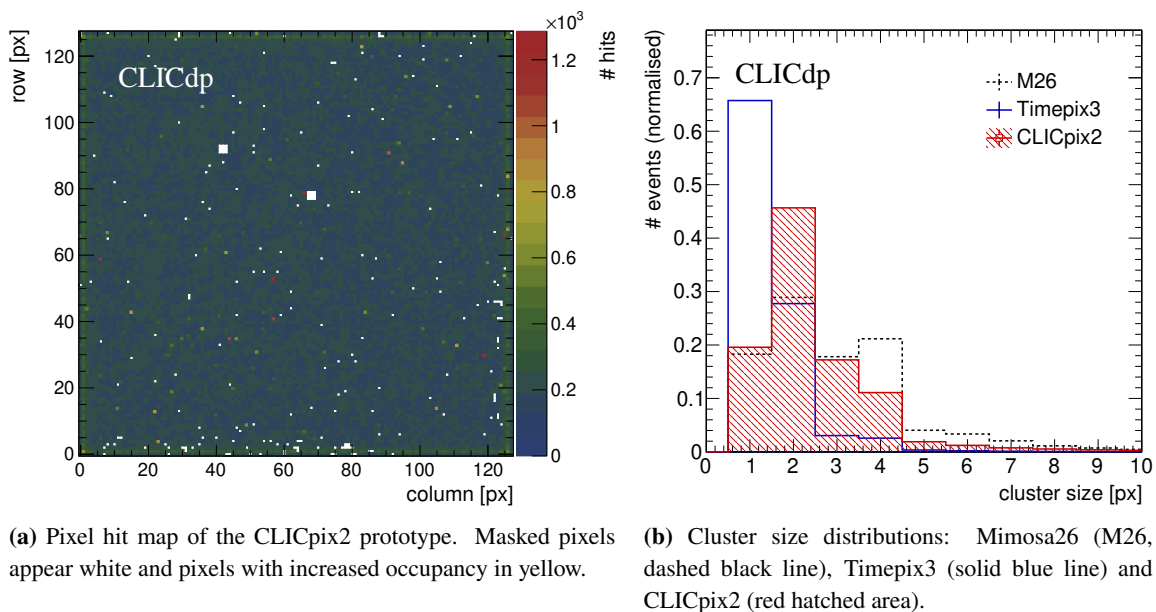 ×10³
row [px]
120
100
80
60
40
20
0
CLICdp
0 20 40 60 80 100 120
column [px]
1.2
1
0.8
0.6
0.4
0.2
0
# hits
# events (normalised)
0.7
0.6
0.5
0.4
0.3
0.2
0.1
0
CLICdp
M26
Timepix3
CLICpix2
0 1 2 3 4 5 6 7 8 9 10
cluster size [px]
(a) Pixel hit map of the CLICpix2 prototype. Masked pixels
appear white and pixels with increased occupancy in yellow.
(b) Cluster size distributions: Mimosa26 (M26,
dashed black line), Timepix3 (solid blue line) and
CLICpix2 (red hatched area).